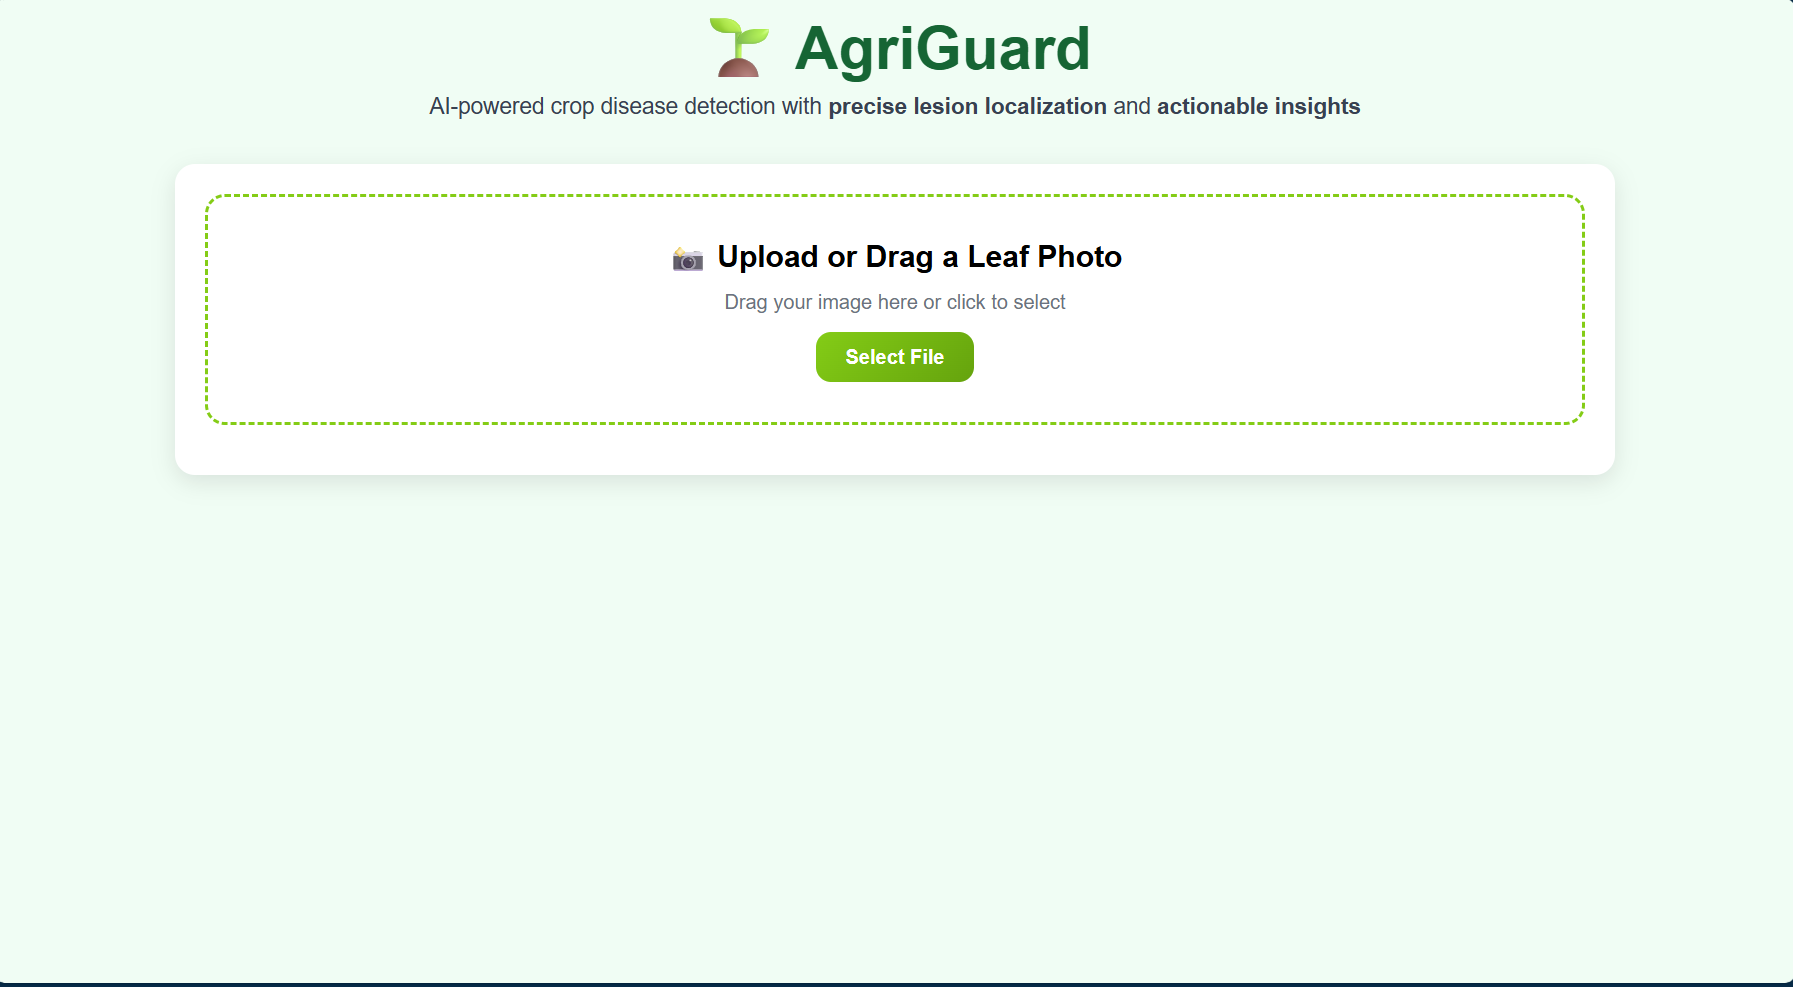 AgriGuard
AI-powered crop disease detection with precise lesion localization and actionable insights
Upload or Drag a Leaf Photo
Drag your image here or click to select
Select File